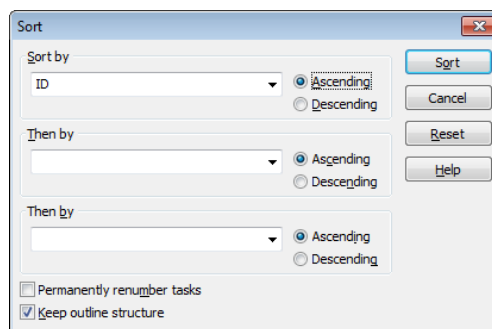 Sort
Sort by
ID
Ascending
Descending
Then by
Ascending
Descending
Then by
Ascending
Descending
Permanently renumber tasks
Keep outline structure
Sort
Cancel
Reset
Help